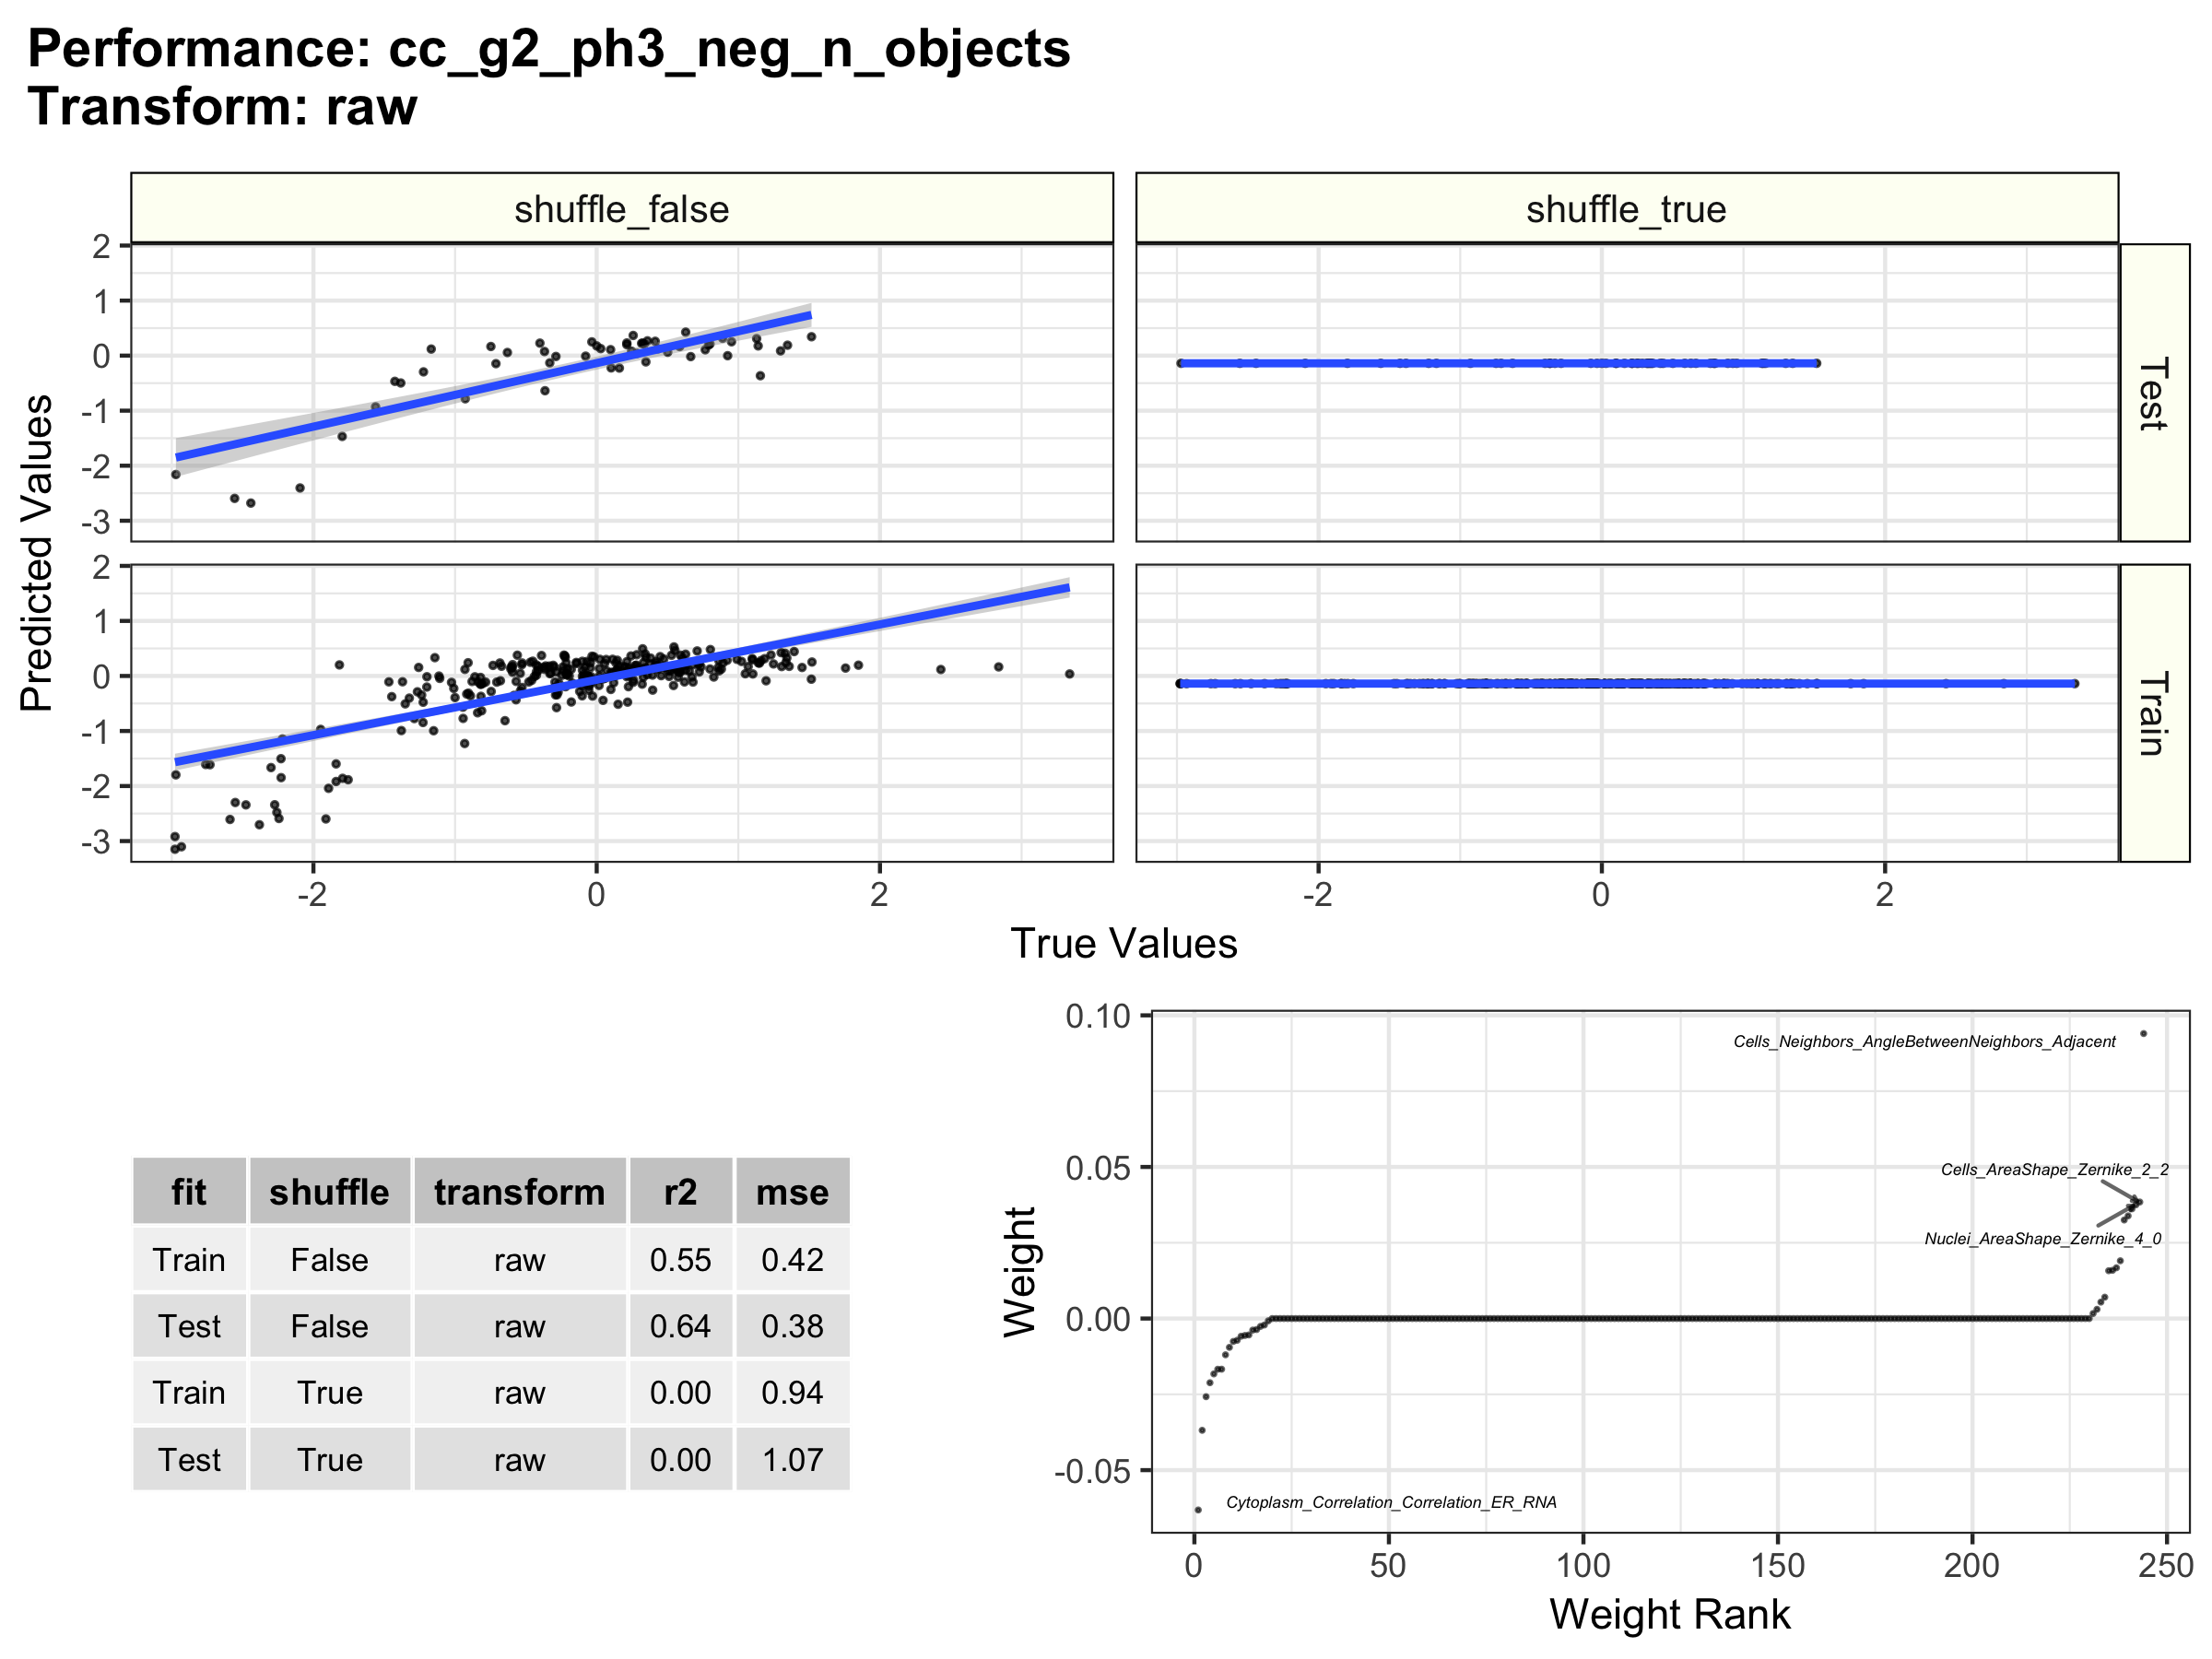 Performance: cc_g2_ph3_neg_n_objects
Transform: raw
shuffle_false
shuffle_true
2
1
0
-1
-2
-3
Test
2
1
0
-1
-2
-3
Train
Predicted Values
-2
0
2
-2
0
2
True Values
fit shuffle transform r2 mse
Train False raw 0.55 0.42
Test False raw 0.64 0.38
Train True raw 0.00 0.94
Test True raw 0.00 1.07
0.10
0.05
0.00
-0.05
Weight
Cells_Neighbors_AngleBetweenNeighbors_Adjacent
Cells_AreaShape_Zernike_2_2
Nuclei_AreaShape_Zernike_4_0
Cytoplasm_Correlation_Correlation_ER_RNA
0
50
100
150
200
250
Weight Rank